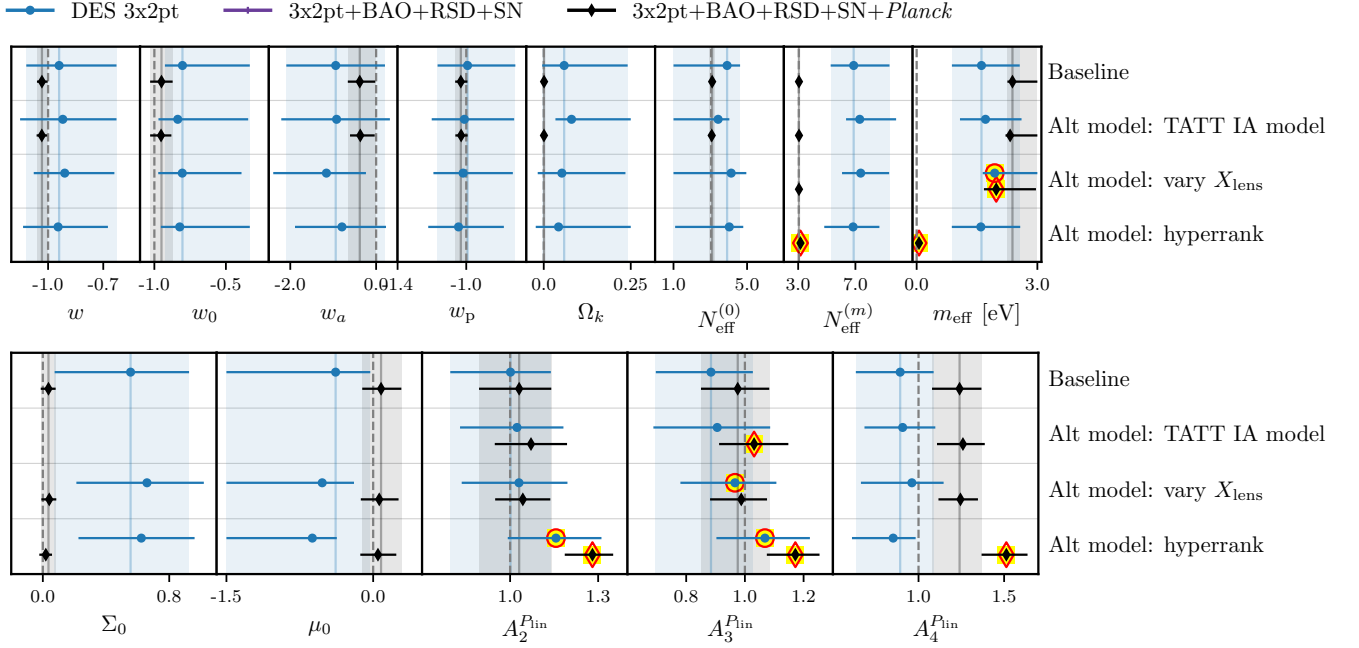 DES 3x2pt 3x2pt+BAO+RSD+SN 3x2pt+BAO+RSD+SN+Planck
Baseline
Alt model: TATT IA model
Alt model: vary X_lens
Alt model: hyperrank
-1.0 -0.7 -1.0 -0.5 -2.0 0.0 -1.4 -1.0 0.0 0.25 1.0 5.0 3.0 7.0 0.0 3.0
w w_0 w_a w_p Ω_k N_eff^(0) N_eff^(m) m_eff [eV]
Baseline
Alt model: TATT IA model
Alt model: vary X_lens
Alt model: hyperrank
0.0 0.8 -1.5 0.0 1.0 1.3 0.8 1.0 1.2 1.0 1.5
Σ_0 μ_0 A_2^{P_lin} A_3^{P_lin} A_4^{P_lin}